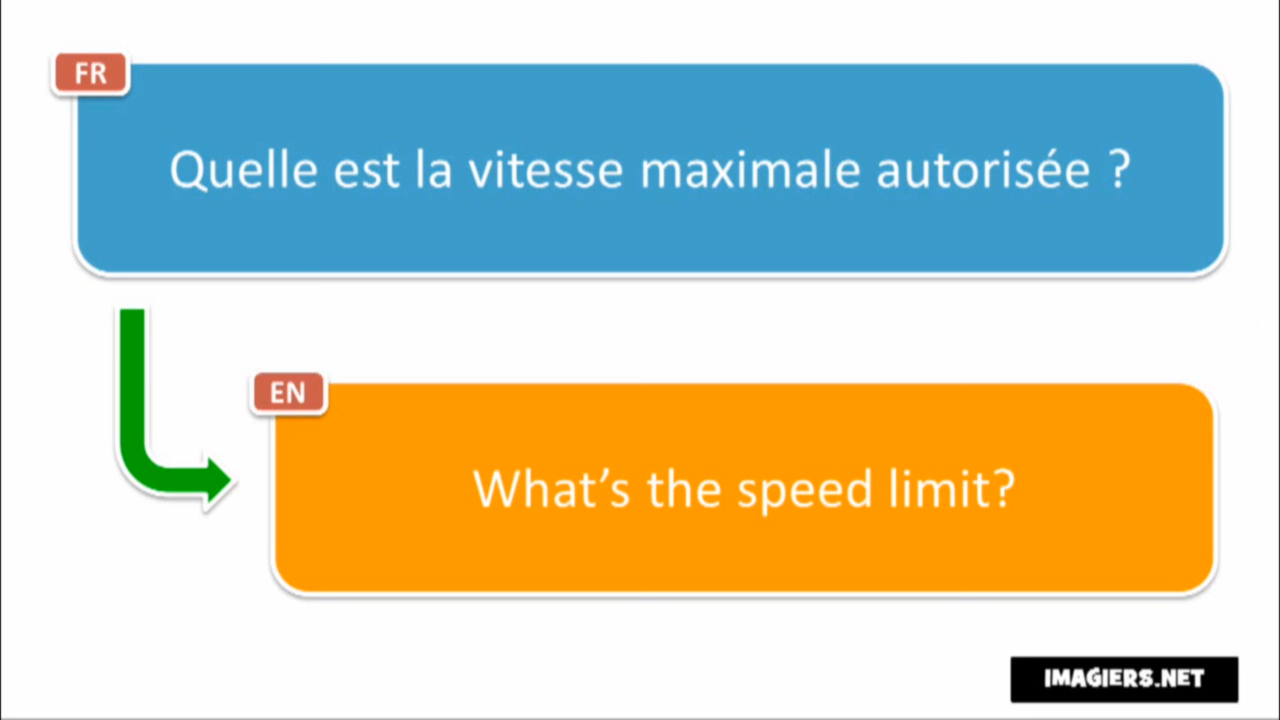 FR
Quelle est la vitesse maximale autorisée ?
EN
What’s the speed limit?
IMAGIERS.NET